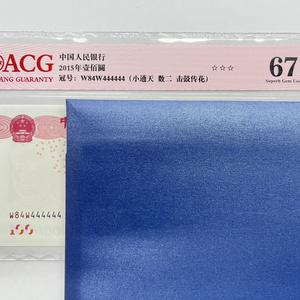 ACG
中国人民银行
2015年壹佰圆
冠号：W84W444444（小通天 数二 击鼓传花）
ANG GUARANTY
☆☆☆
67
Superb Gem Unc
W84W444444
100